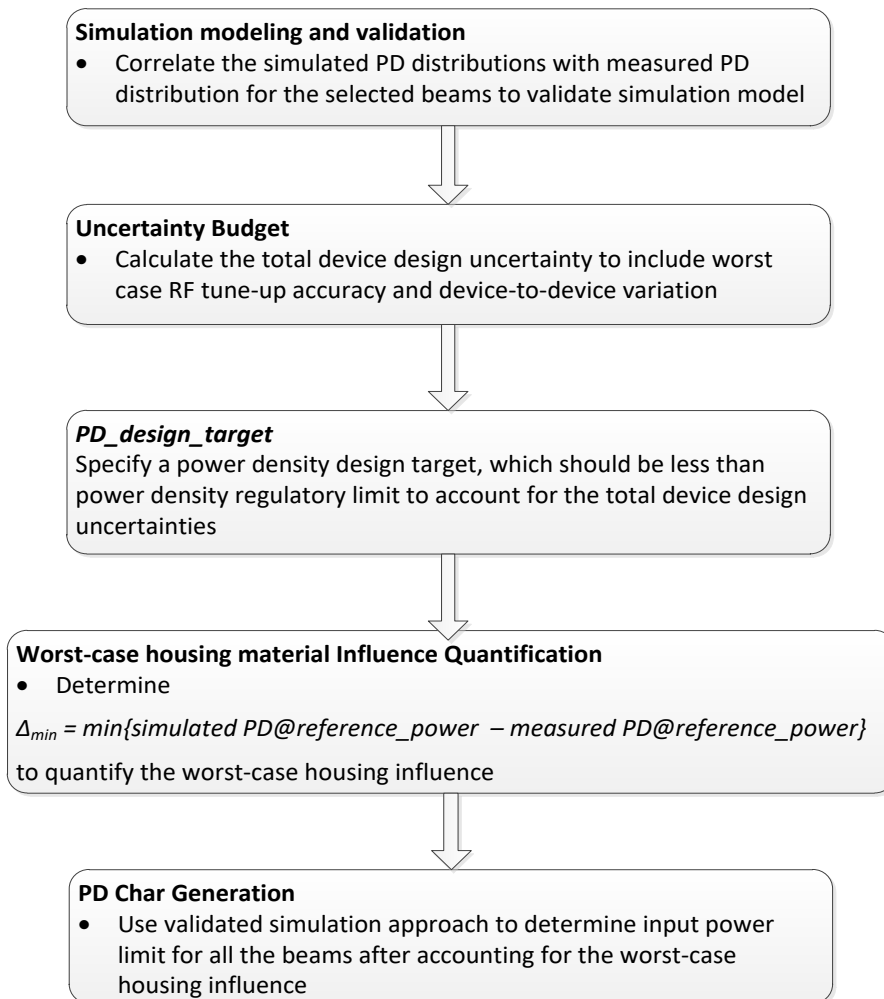 Simulation modeling and validation
• Correlate the simulated PD distributions with measured PD
distribution for the selected beams to validate simulation model
Uncertainty Budget
• Calculate the total device design uncertainty to include worst
case RF tune-up accuracy and device-to-device variation
PD_design_target
Specify a power density design target, which should be less than
power density regulatory limit to account for the total device design
uncertainties
Worst-case housing material Influence Quantification
• Determine
Δmin = min{simulated PD@reference_power – measured PD@reference_power}
to quantify the worst-case housing influence
PD Char Generation
• Use validated simulation approach to determine input power
limit for all the beams after accounting for the worst-case
housing influence